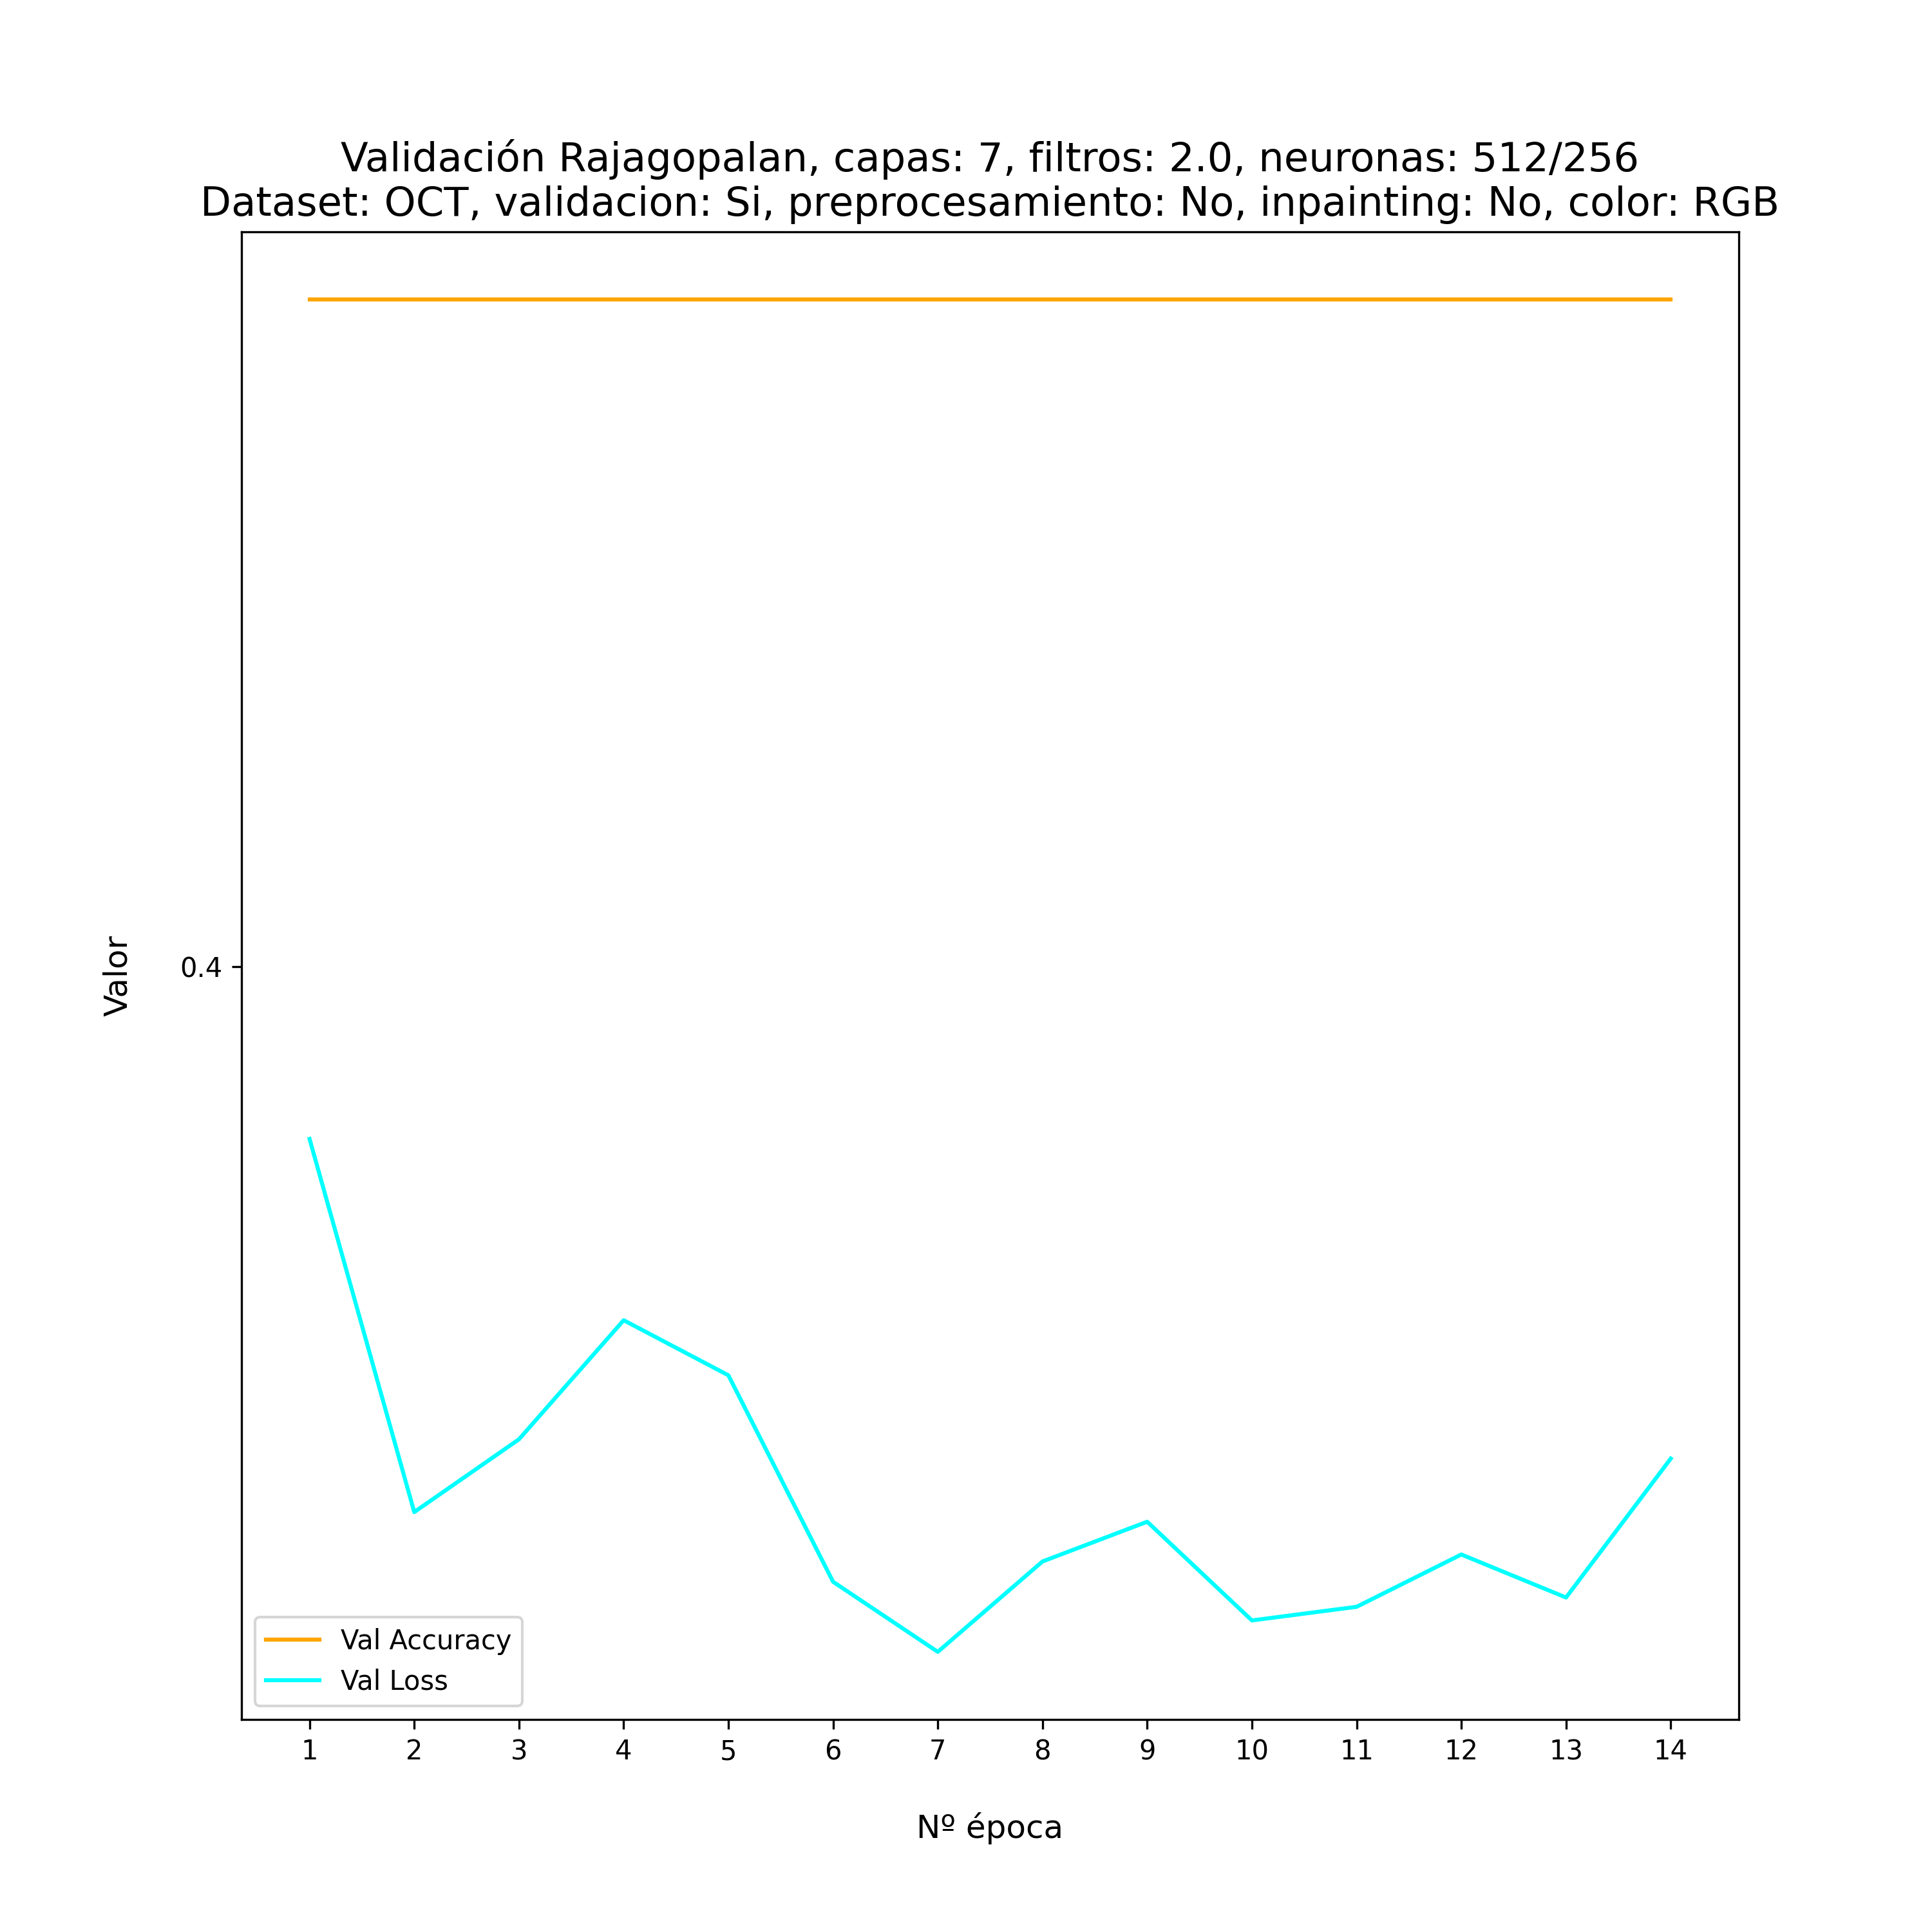 Validación Rajagopalan, capas: 7, filtros: 2.0, neuronas: 512/256
Dataset: OCT, validacion: Si, preprocesamiento: No, inpainting: No, color: RGB
Valor
0.4
Val Accuracy
Val Loss
1 2 3 4 5 6 7 8 9 10 11 12 13 14
Nº época